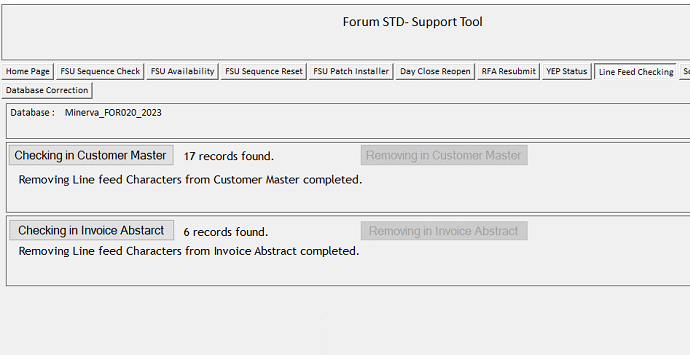 Forum STD- Support Tool
Home Page FSU Sequence Check FSU Availability FSU Sequence Reset FSU Patch Installer Day Close Reopen RFA Resubmit YEP Status Line Feed Checking
Database Correction
Database : Minerva_FOR020_2023
Checking in Customer Master 17 records found. Removing in Customer Master
Removing Line feed Characters from Customer Master completed.
Checking in Invoice Abstarct 6 records found. Removing in Invoice Abstract
Removing Line feed Characters from Invoice Abstract completed.